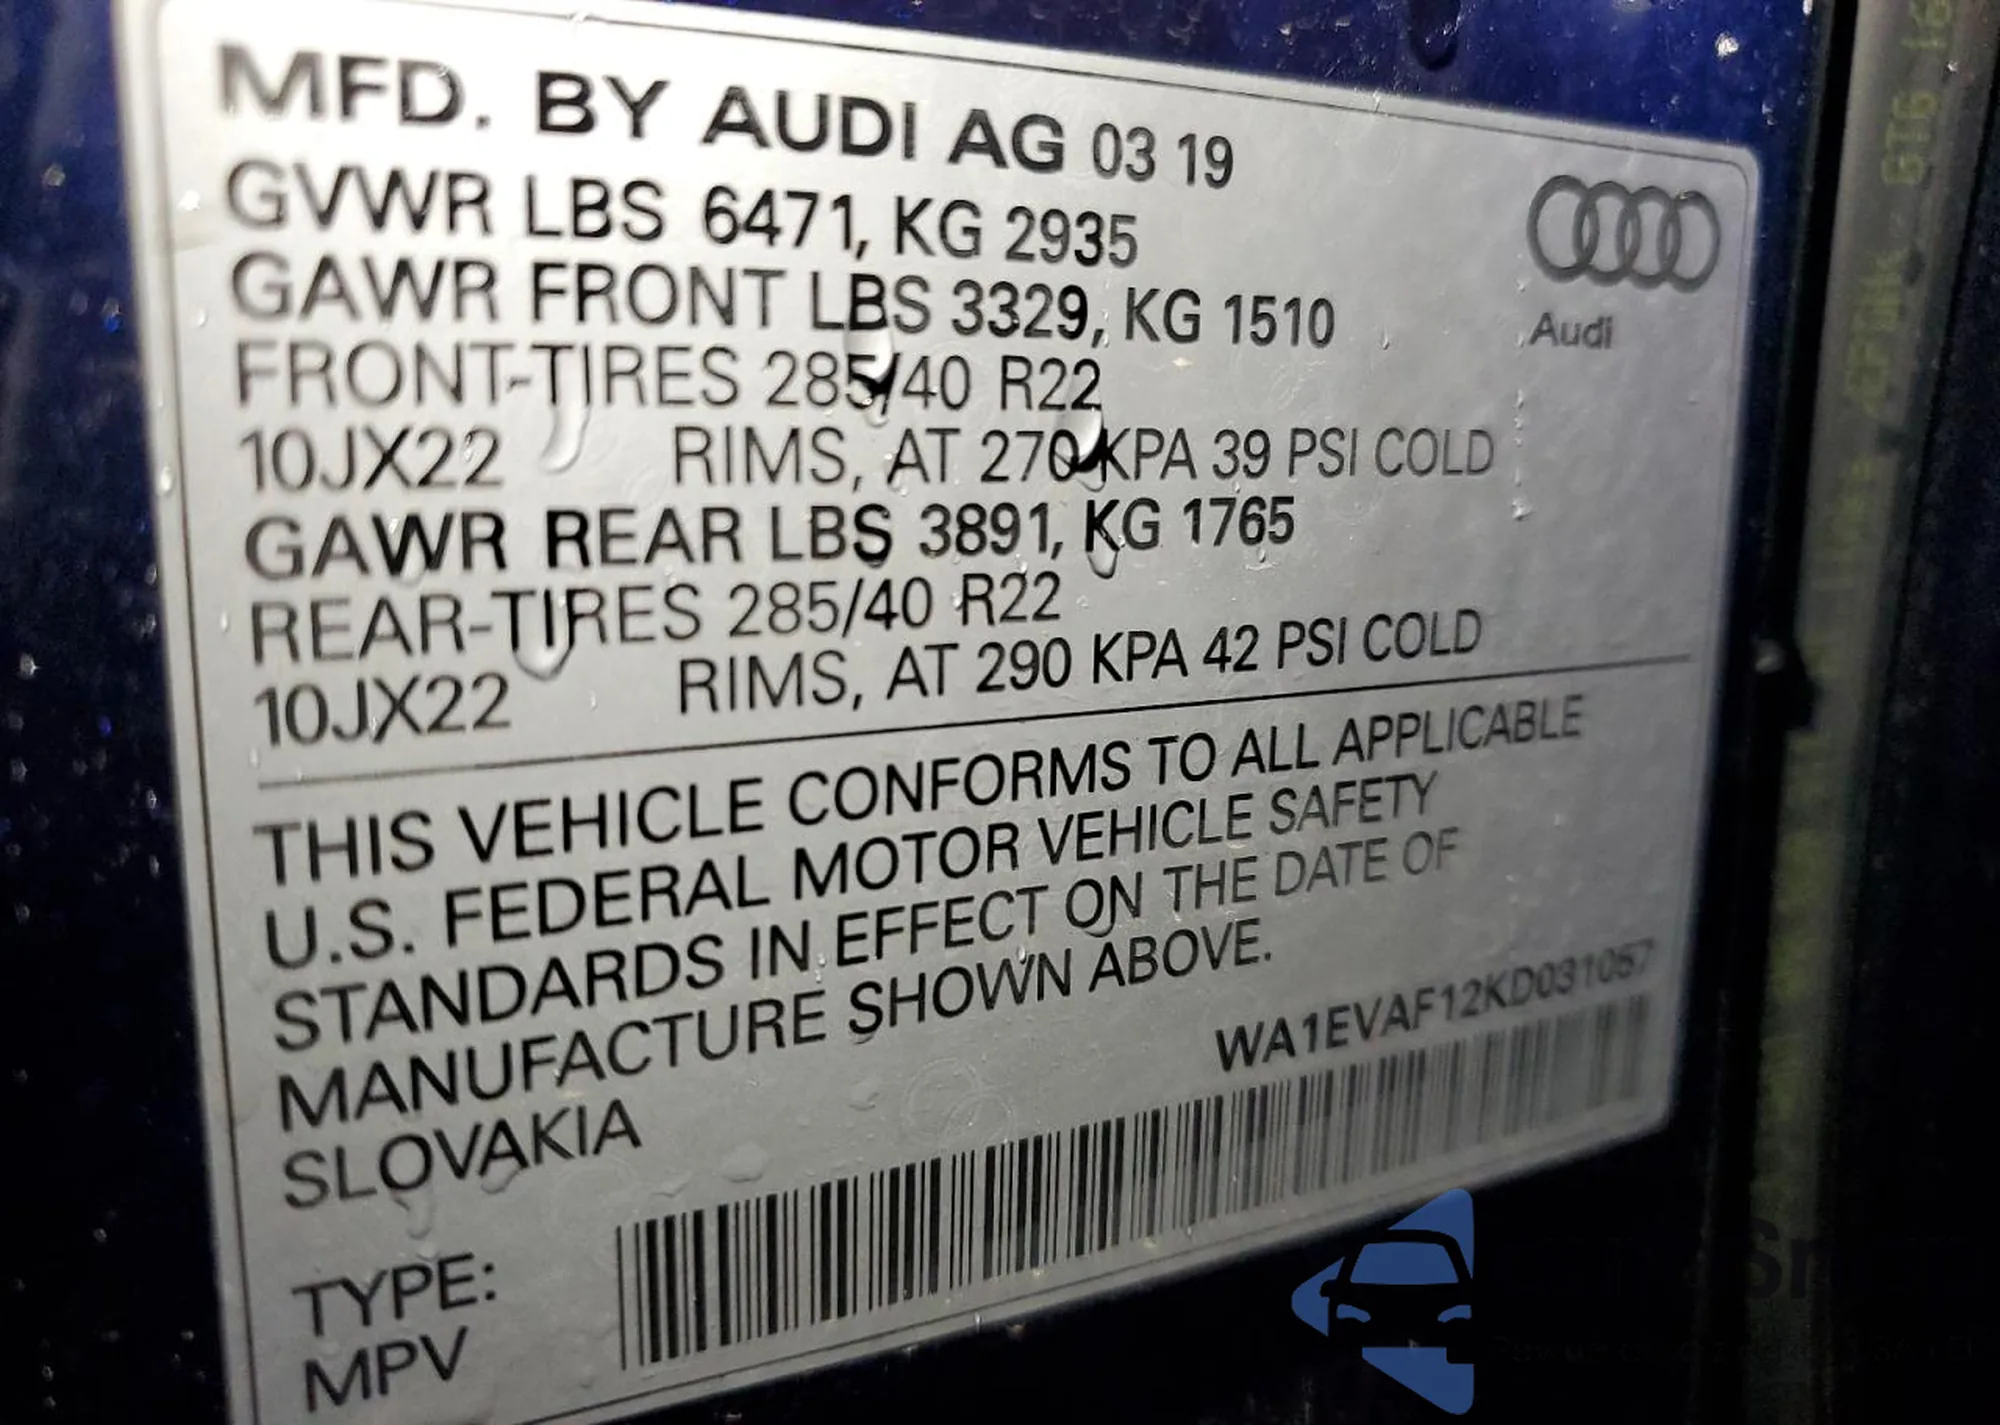 MFD. BY AUDI AG 03 19
GVWR LBS 6471, KG 2935
GAWR FRONT LBS 3329, KG 1510
FRONT-TIRES 285/40 R22
10JX22 RIMS, AT 270 KPA 39 PSI COLD
GAWR REAR LBS 3891, KG 1765
REAR-TIRES 285/40 R22
10JX22 RIMS, AT 290 KPA 42 PSI COLD
Audi
THIS VEHICLE CONFORMS TO ALL APPLICABLE
U.S. FEDERAL MOTOR VEHICLE SAFETY
STANDARDS IN EFFECT ON THE DATE OF
MANUFACTURE SHOWN ABOVE.
SLOVAKIA
WA1EVAF12KD031057
TYPE:
MPV